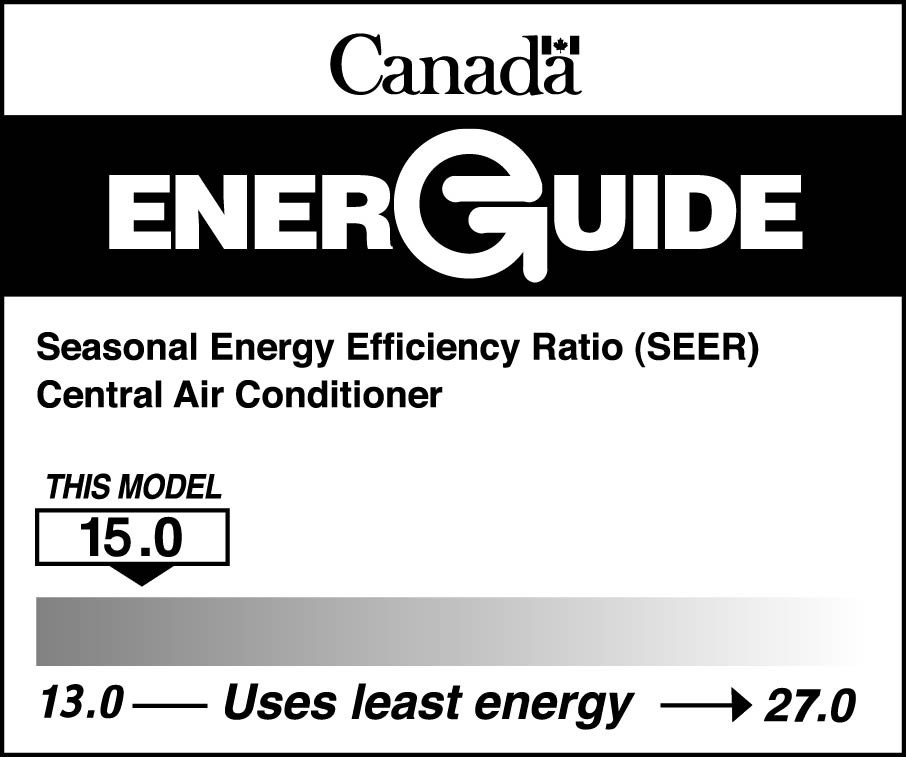 Canada
ENERGUIDE
Seasonal Energy Efficiency Ratio (SEER)
Central Air Conditioner
THIS MODEL
15.0
13.0 Uses least energy 27.0